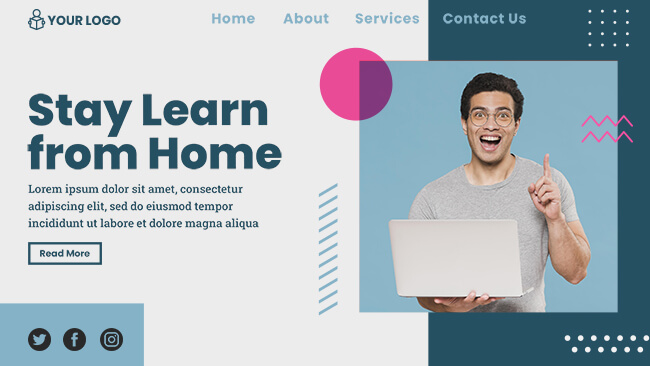 YOUR LOGO
Home About Services Contact Us
Stay Learn
from Home
Lorem ipsum dolor sit amet, consectetur
adipiscing elit, sed do eiusmod tempor
incididunt ut labore et dolore magna aliqua
Read More